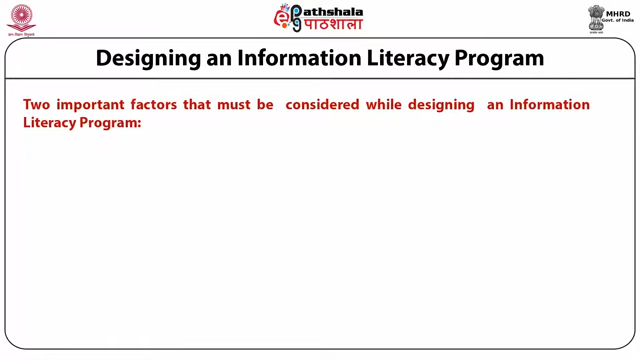 Pathshala
पाठशाला
MHRD
Govt. of India
Designing an Information Literacy Program
Two important factors that must be considered while designing an Information
Literacy Program: